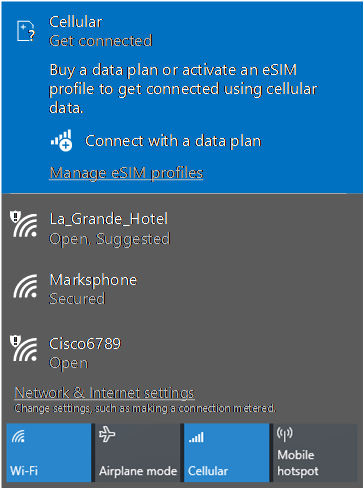 Cellular
Get connected
Buy a data plan or activate an eSIM
profile to get connected using cellular
data.
Connect with a data plan
Manage eSIM profiles
La_Grande_Hotel
Open, Suggested
Marksphone
Secured
Cisco6789
Open
Network & Internet settings
Change settings, such as making a connection metered.
Wi-Fi
Airplane mode
Cellular
Mobile
hotspot